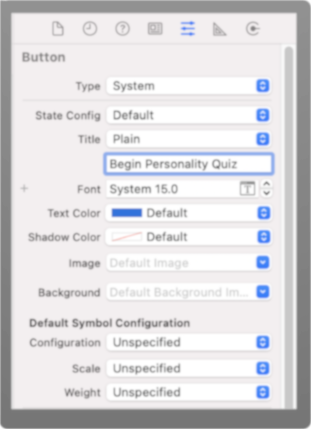 Button
Type System
State Config Default
Title Plain
Begin Personality Quiz
+ Font System 15.0 T
Text Color Default
Shadow Color Default
Image Default Image
Background Default Background Im...
Default Symbol Configuration
Configuration Unspecified
Scale Unspecified
Weight Unspecified